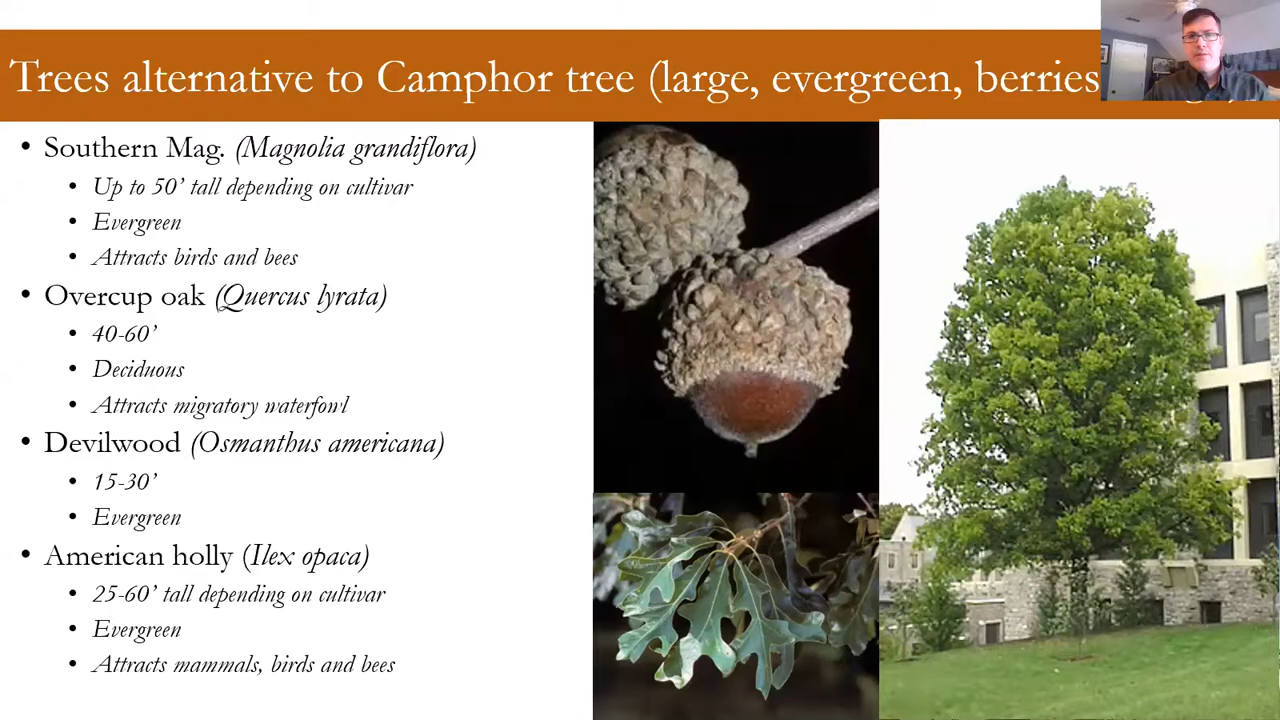 Trees alternative to Camphor tree (large, evergreen, berries
• Southern Mag. (Magnolia grandiflora)
• Up to 50’ tall depending on cultivar
• Evergreen
• Attracts birds and bees
• Overcup oak (Quercus lyrata)
• 40-60’
• Deciduous
• Attracts migratory waterfowl
• Devilwood (Osmanthus americana)
• 15-30’
• Evergreen
• American holly (Ilex opaca)
• 25-60’ tall depending on cultivar
• Evergreen
• Attracts mammals, birds and bees